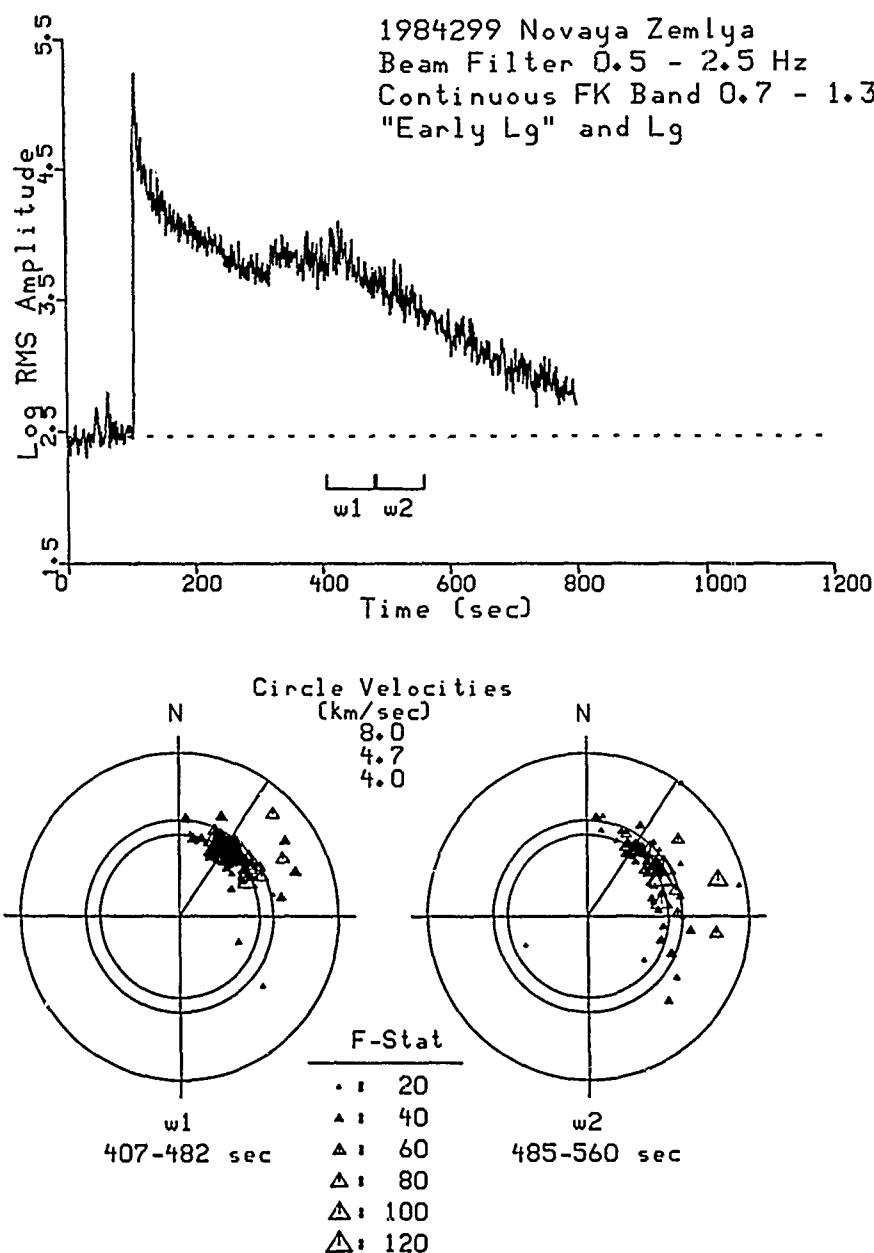 1984299 Novaya Zemlya
Beam Filter 0.5 - 2.5 Hz
Continuous FK Band 0.7 - 1.3
"Early Lg" and Lg
Log RMS Amplitude
5.5
4.5
3.5
2.5
1.5
w1 w2
0 200 400 600 800 1000 1200
Time (sec)
Circle Velocities
(km/sec)
8.0
4.7
4.0
N N
F-Stat
: 20
: 40
: 60
: 80
: 100
: 120
w1
407-482 sec
w2
485-560 sec